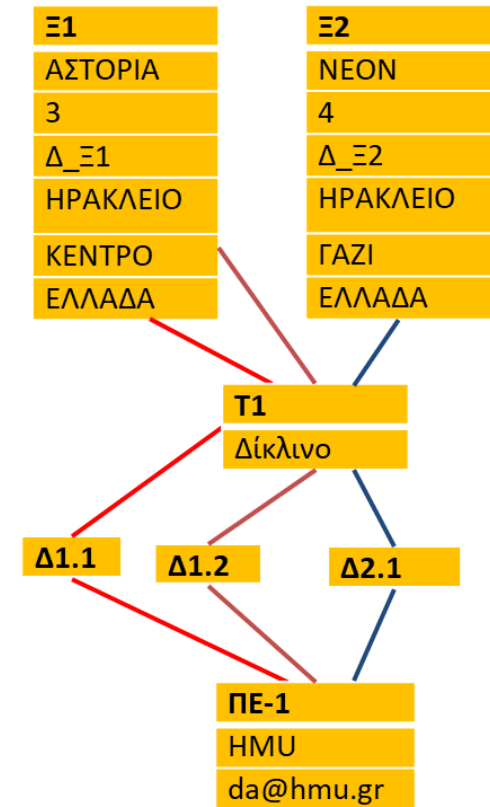 Ξ1
ΑΣΤΟΡΙΑ
3
Δ_Ξ1
ΗΡΑΚΛΕΙΟ
ΚΕΝΤΡΟ
ΕΛΛΑΔΑ
Ξ2
ΝΕΟΝ
4
Δ_Ξ2
ΗΡΑΚΛΕΙΟ
ΓΑΖΙ
ΕΛΛΑΔΑ
Τ1
Δίκλινο
Δ1.1
Δ1.2
Δ2.1
ΠΕ-1
HMU
da@hmu.gr